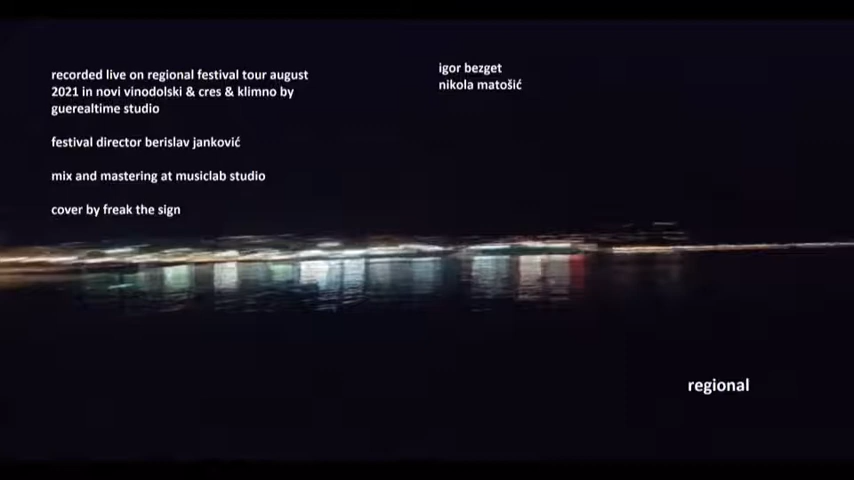 recorded live on regional festival tour august
2021 in novi vinodolski & cres & klimno by
guerealtime studio
festival director berislav janković
mix and mastering at musiclab studio
cover by freak the sign
igor bezget
nikola matošić
regional